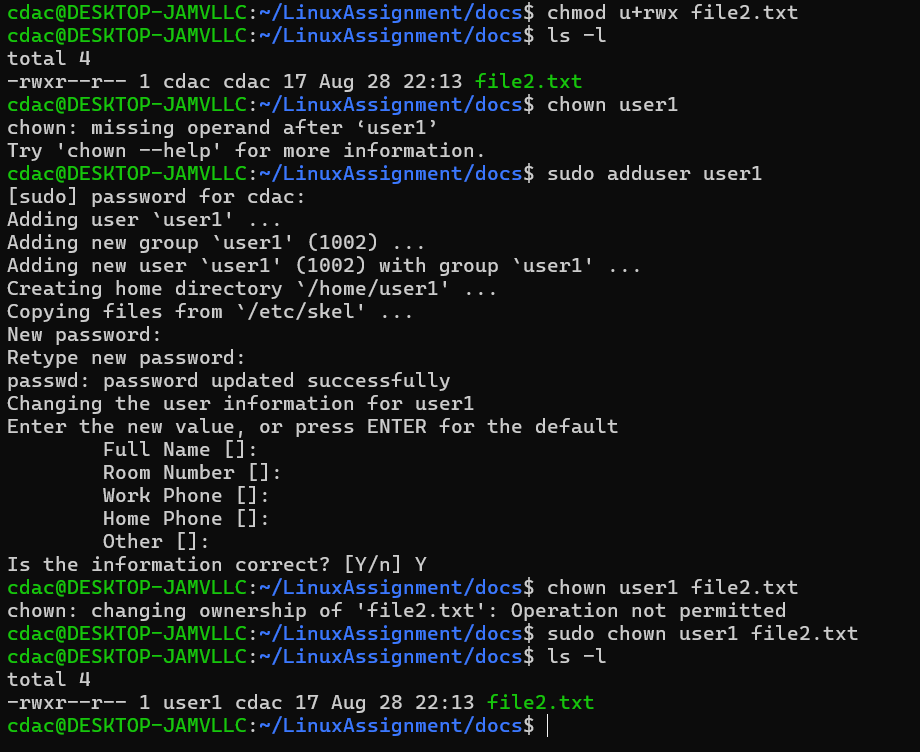 cdac@DESKTOP-JAMVLLC:~/LinuxAssignment/docs$ chmod u+rwx file2.txt
cdac@DESKTOP-JAMVLLC:~/LinuxAssignment/docs$ ls -l
total 4
-rwxr--r-- 1 cdac cdac 17 Aug 28 22:13 file2.txt
cdac@DESKTOP-JAMVLLC:~/LinuxAssignment/docs$ chown user1
chown: missing operand after ‘user1’
Try 'chown --help' for more information.
cdac@DESKTOP-JAMVLLC:~/LinuxAssignment/docs$ sudo adduser user1
[sudo] password for cdac:
Adding user `user1' ...
Adding new group `user1' (1002) ...
Adding new user `user1' (1002) with group `user1' ...
Creating home directory `/home/user1' ...
Copying files from `/etc/skel' ...
New password:
Retype new password:
passwd: password updated successfully
Changing the user information for user1
Enter the new value, or press ENTER for the default
        Full Name []:
        Room Number []:
        Work Phone []:
        Home Phone []:
        Other []:
Is the information correct? [Y/n] Y
cdac@DESKTOP-JAMVLLC:~/LinuxAssignment/docs$ chown user1 file2.txt
chown: changing ownership of 'file2.txt': Operation not permitted
cdac@DESKTOP-JAMVLLC:~/LinuxAssignment/docs$ sudo chown user1 file2.txt
cdac@DESKTOP-JAMVLLC:~/LinuxAssignment/docs$ ls -l
total 4
-rwxr--r-- 1 user1 cdac 17 Aug 28 22:13 file2.txt
cdac@DESKTOP-JAMVLLC:~/LinuxAssignment/docs$